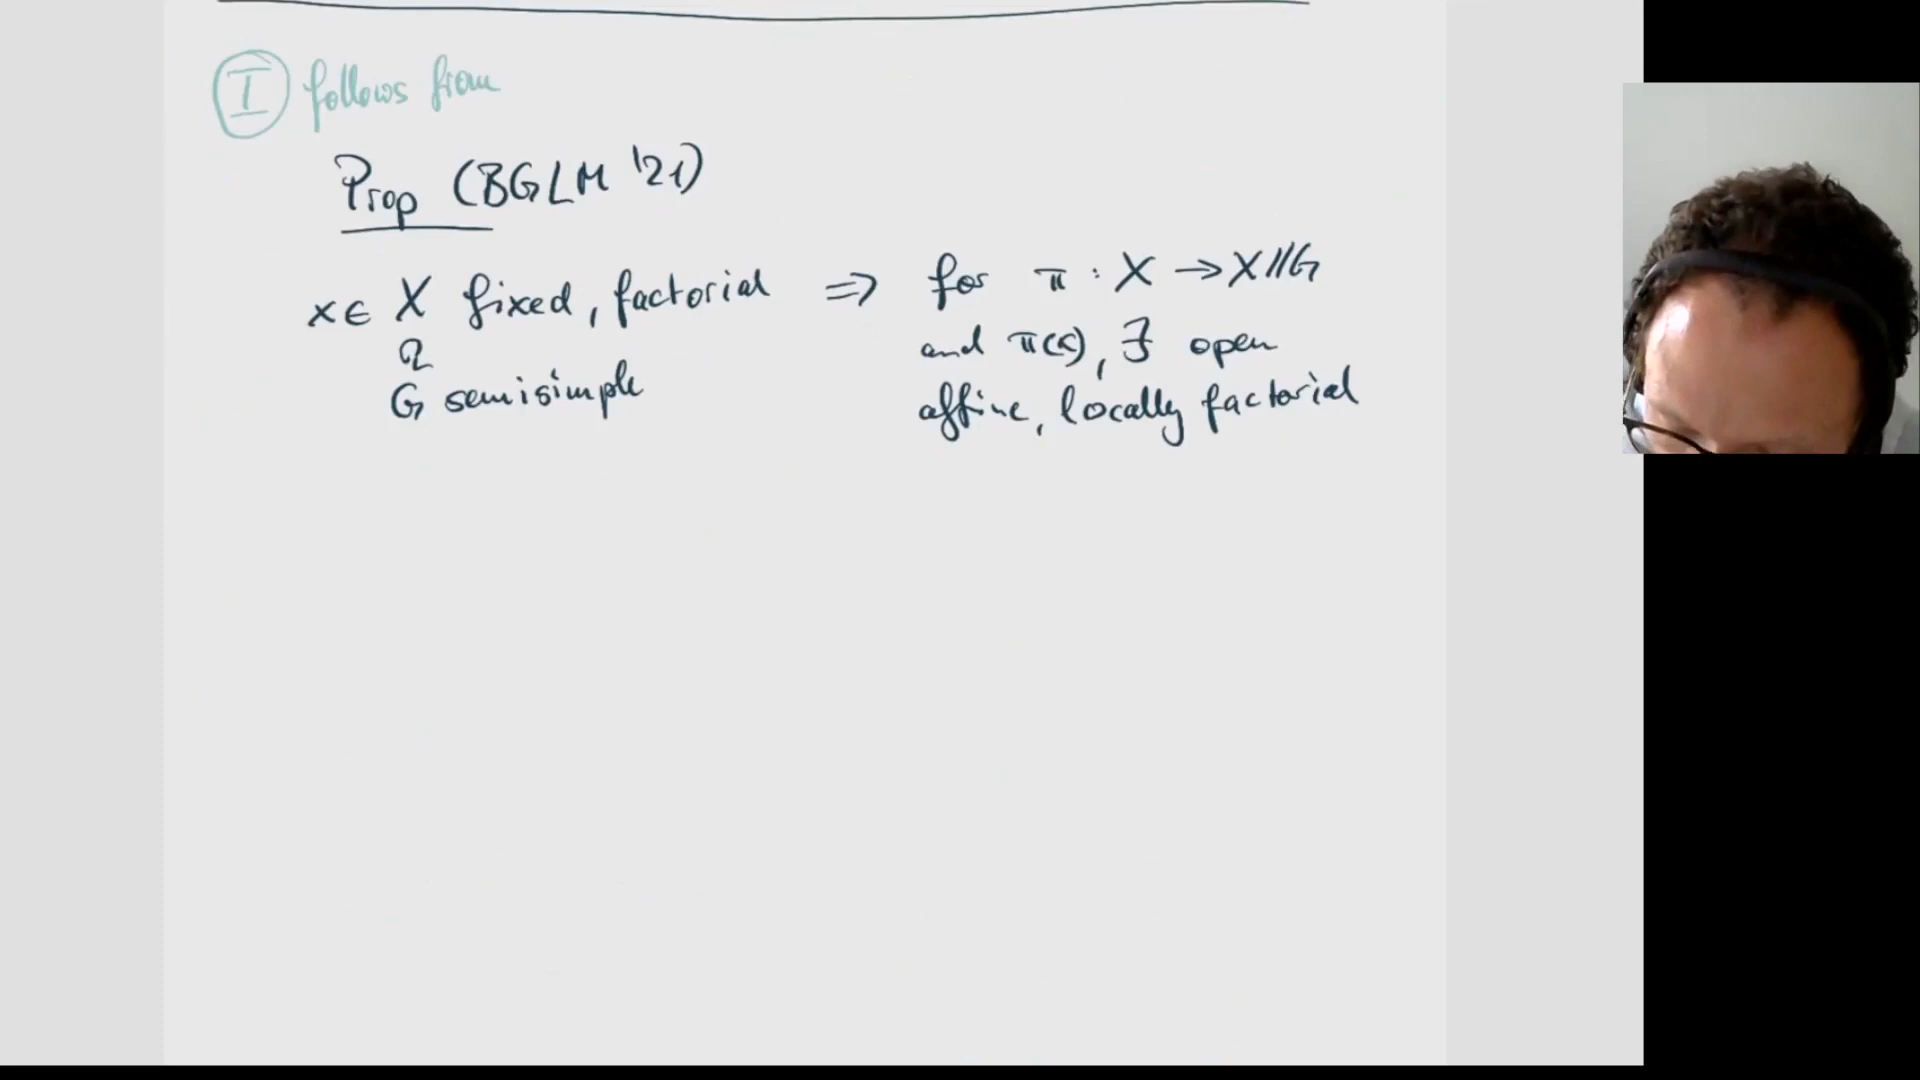 I follows from
Prop (BGLM '21)
x ∈ X fixed, factorial ⇒ for π : X → X//G
and π(x), ∃ open
G semisimple
affine, locally factorial